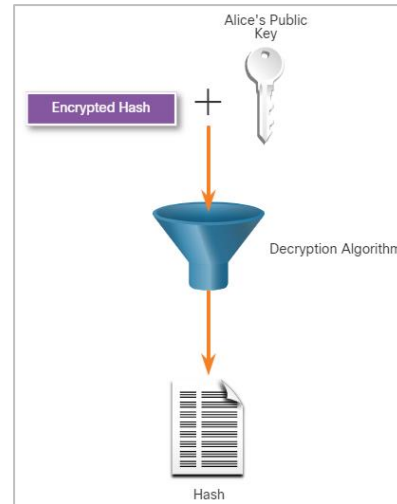 Alice's Public
Key
Encrypted Hash
+
Decryption Algorithm
Hash